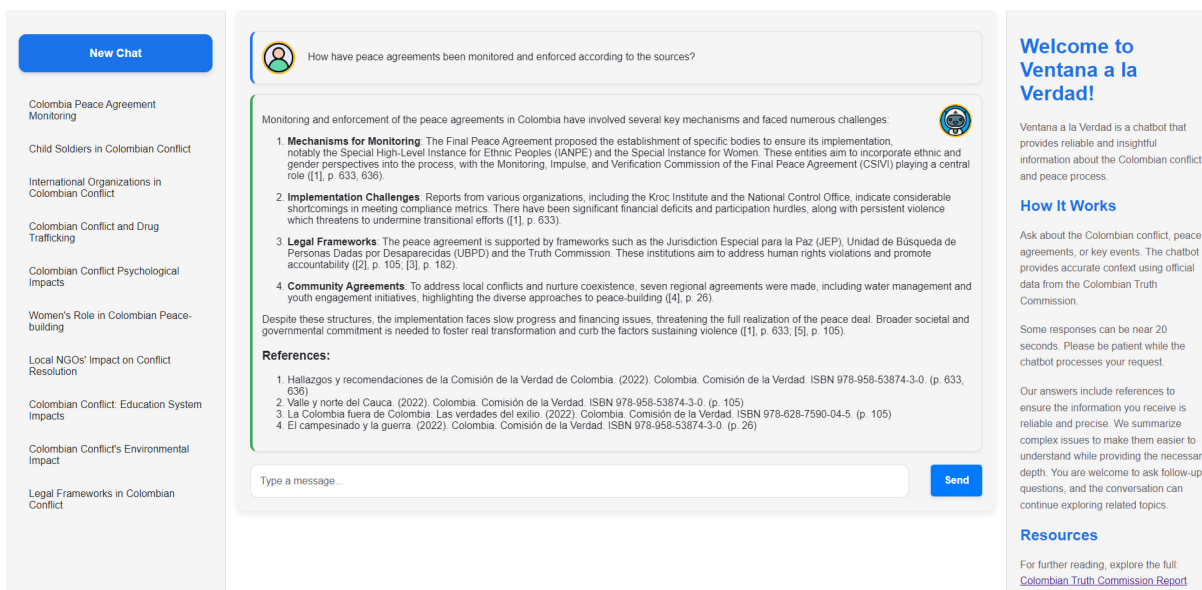 New Chat
Colombia Peace Agreement
Monitoring
Child Soldiers in Colombian Conflict
International Organizations in
Colombian Conflict
Colombian Conflict and Drug
Trafficking
Colombian Conflict Psychological
Impacts
Women's Role in Colombian Peace-
building
Local NGOs' Impact on Conflict
Resolution
Colombian Conflict: Education System
Impacts
Colombian Conflict's Environmental
Impact
Legal Frameworks in Colombian
Conflict
How have peace agreements been monitored and enforced according to the sources?
Monitoring and enforcement of the peace agreements in Colombia have involved several key mechanisms and faced numerous challenges:
1. Mechanisms for Monitoring: The Final Peace Agreement proposed the establishment of specific bodies to ensure its implementation,
notably the Special High-Level Instance for Ethnic Peoples (IANPE) and the Special Instance for Women. These entities aim to incorporate ethnic and
gender perspectives into the process, with the Monitoring, Impulse, and Verification Commission of the Final Peace Agreement (CSIVI) playing a central
role ([1], p. 633, 636).
2. Implementation Challenges: Reports from various organizations, including the Kroc Institute and the National Control Office, indicate considerable
shortcomings in meeting compliance metrics. There have been significant financial deficits and participation hurdles, along with persistent violence
which threatens to undermine transitional efforts ([1], p. 633).
3. Legal Frameworks: The peace agreement is supported by frameworks such as the Jurisdiction Especial para la Paz (JEP), Unidad de Búsqueda de
Personas Dadas por Desaparecidas (UBPD) and the Truth Commission. These institutions aim to address human rights violations and promote
accountability ([2], p. 105; [3], p. 182).
4. Community Agreements: To address local conflicts and nurture coexistence, seven regional agreements were made, including water management and
youth engagement initiatives, highlighting the diverse approaches to peace-building ([4], p. 26).
Despite these structures, the implementation faces slow progress and financing issues, threatening the full realization of the peace deal. Broader societal and
governmental commitment is needed to foster real transformation and curb the factors sustaining violence ([1], p. 633; [5], p. 105).
References:
1. Hallazgos y recomendaciones de la Comisión de la Verdad de Colombia. (2022). Colombia. Comisión de la Verdad. ISBN 978-958-53874-3-0. (p. 633,
636)
2. Valle y norte del Cauca. (2022). Colombia. Comisión de la Verdad. ISBN 978-958-53874-3-0. (p. 105)
3. La Colombia fuera de Colombia: Las verdades del exilio. (2022). Colombia. Comisión de la Verdad. ISBN 978-628-7590-04-5. (p. 105)
4. El campesinado y la guerra. (2022). Colombia. Comisión de la Verdad. ISBN 978-958-53874-3-0. (p. 26)
Type a message...
Send
Welcome to
Ventana a la
Verdad!
Ventana a la Verdad is a chatbot that
provides reliable and insightful
information about the Colombian conflict
and peace process.
How It Works
Ask about the Colombian conflict, peace
agreements, or key events. The chatbot
provides accurate context using official
data from the Colombian Truth
Commission.
Some responses can be near 20
seconds. Please be patient while the
chatbot processes your request.
Our answers include references to
ensure the information you receive is
reliable and precise. We summarize
complex issues to make them easier to
understand while providing the necessar
depth. You are welcome to ask follow-up
questions, and the conversation can
continue exploring related topics.
Resources
For further reading, explore the full:
Colombian Truth Commission Report.